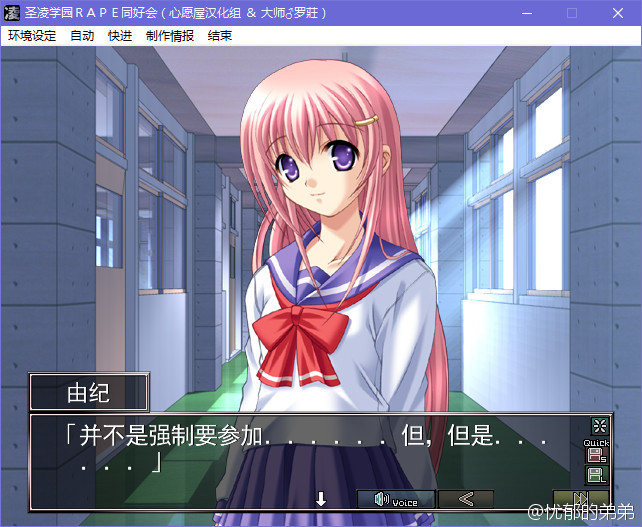 凌 圣凌学园ＲＡＰＥ同好会（心愿屋汉化组 ＆ 大师♂罗莊）
环境设定 自动 快进 制作情报 结束
由纪
「并不是强制要参加．．．．．．但，但是．．．
．．．」
Quick
S
L
Voice
@忧郁的弟弟